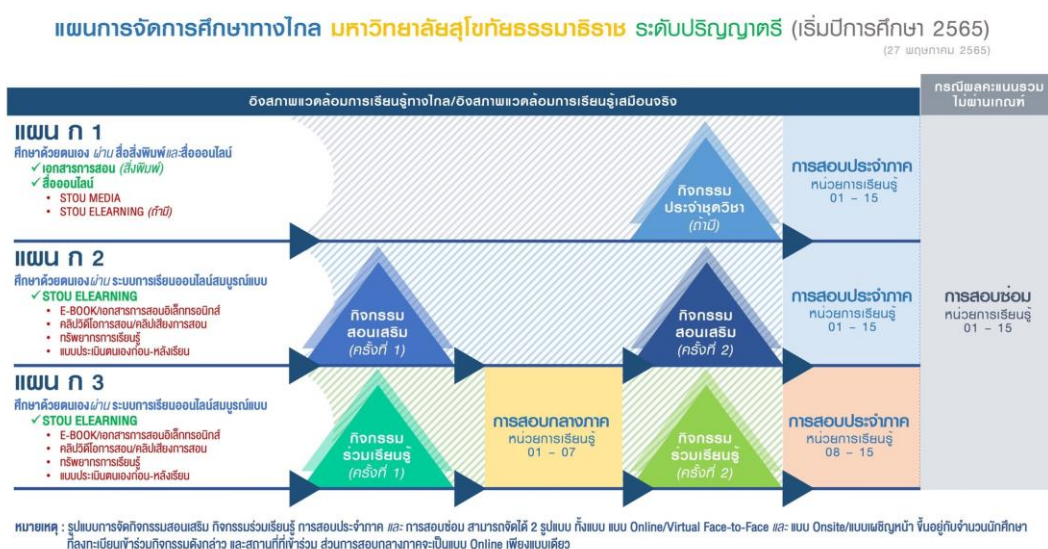 แผนการจัดการศึกษาทางไกล มหาวิทยาลัยสุโขทัยธรรมาธิราช ระดับปริญญาตรี (เริ่มปีการศึกษา 2565)
(27 พฤษภาคม 2565)
อิงสภาพแวดล้อมการเรียนรู้ทางไกล/อิงสภาพแวดล้อมการเรียนรู้เสมือนจริง
กรณีผลคะแนนรวม
ไม่ผ่านเกณฑ์
แผน ก 1
ศึกษาด้วยตนเอง ผ่าน สื่อสิ่งพิมพ์และสื่อออนไลน์
✓ เอกสารการสอน (สิ่งพิมพ์)
✓ สื่อออนไลน์
• STOU MEDIA
• STOU ELEARNING (ถ้ามี)
กิจกรรม
ประจำชุดวิชา
(ถ้ามี)
การสอบประจำภาค
หน่วยการเรียนรู้
01 - 15
แผน ก 2
ศึกษาด้วยตนเองผ่าน ระบบการเรียนออนไลน์สมบูรณ์แบบ
✓ STOU ELEARNING
• E-BOOK/เอกสารการสอนอิเล็กทรอนิกส์
• คลิปวิดีโอการสอน/คลิปเสียงการสอน
• ทรัพยากรการเรียนรู้
• แบบประเมินตนเองก่อน-หลังเรียน
กิจกรรม
สอนเสริม
(ครั้งที่ 1)
กิจกรรม
สอนเสริม
(ครั้งที่ 2)
การสอบประจำภาค
หน่วยการเรียนรู้
01 - 15
การสอบซ่อม
หน่วยการเรียนรู้
01 - 15
แผน ก 3
ศึกษาด้วยตนเองผ่าน ระบบการเรียนออนไลน์สมบูรณ์แบบ
✓ STOU ELEARNING
• E-BOOK/เอกสารการสอนอิเล็กทรอนิกส์
• คลิปวิดีโอการสอน/คลิปเสียงการสอน
• ทรัพยากรการเรียนรู้
• แบบประเมินตนเองก่อน-หลังเรียน
กิจกรรม
ร่วมเรียนรู้
(ครั้งที่ 1)
การสอบกลางภาค
หน่วยการเรียนรู้
01 - 07
กิจกรรม
ร่วมเรียนรู้
(ครั้งที่ 2)
การสอบประจำภาค
หน่วยการเรียนรู้
08 - 15
หมายเหตุ : รูปแบบการจัดกิจกรรมสอนเสริม กิจกรรมร่วมเรียนรู้ การสอบประจำภาค และ การสอบซ่อม สามารถจัดได้ 2 รูปแบบ ทั้งแบบ แบบ Online/Virtual Face-to-Face และ แบบ Onsite/แบบเผชิญหน้า ขึ้นอยู่กับจำนวนนักศึกษา
ที่ลงทะเบียนเข้าร่วมกิจกรรมดังกล่าว และสถานที่ที่เข้าร่วม ส่วนการสอบกลางภาคจะเป็นแบบ Online เพียงแบบเดียว